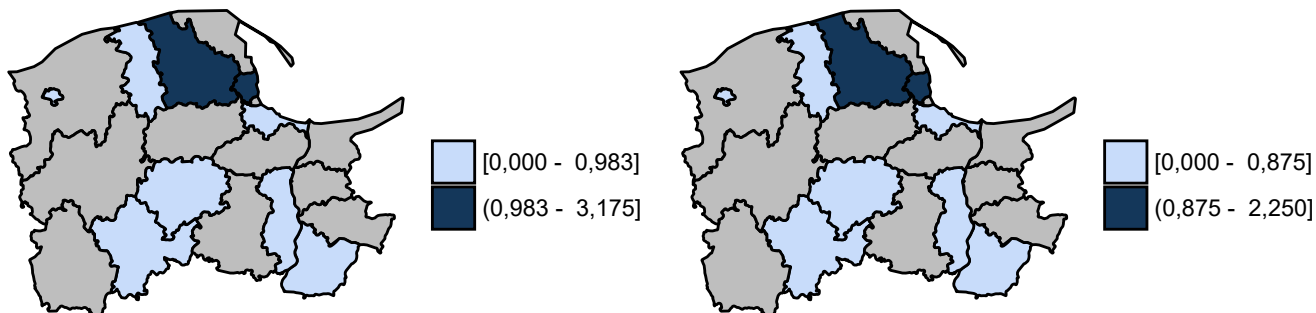 [0,000 -  0,983]
(0,983 -  3,175]
[0,000 -  0,875]
(0,875 -  2,250]